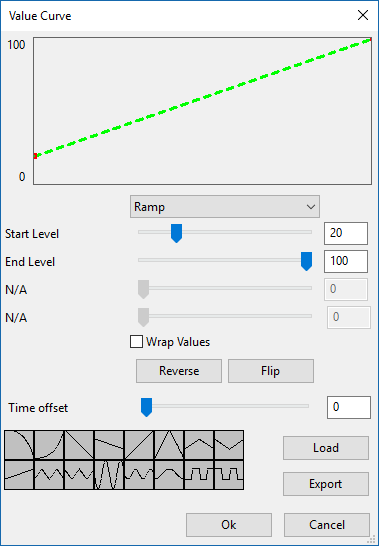 Value Curve
100
0
Ramp
Start Level 20
End Level 100
N/A 0
N/A 0
Wrap Values
Reverse Flip
Time offset 0
Load
Export
Ok Cancel